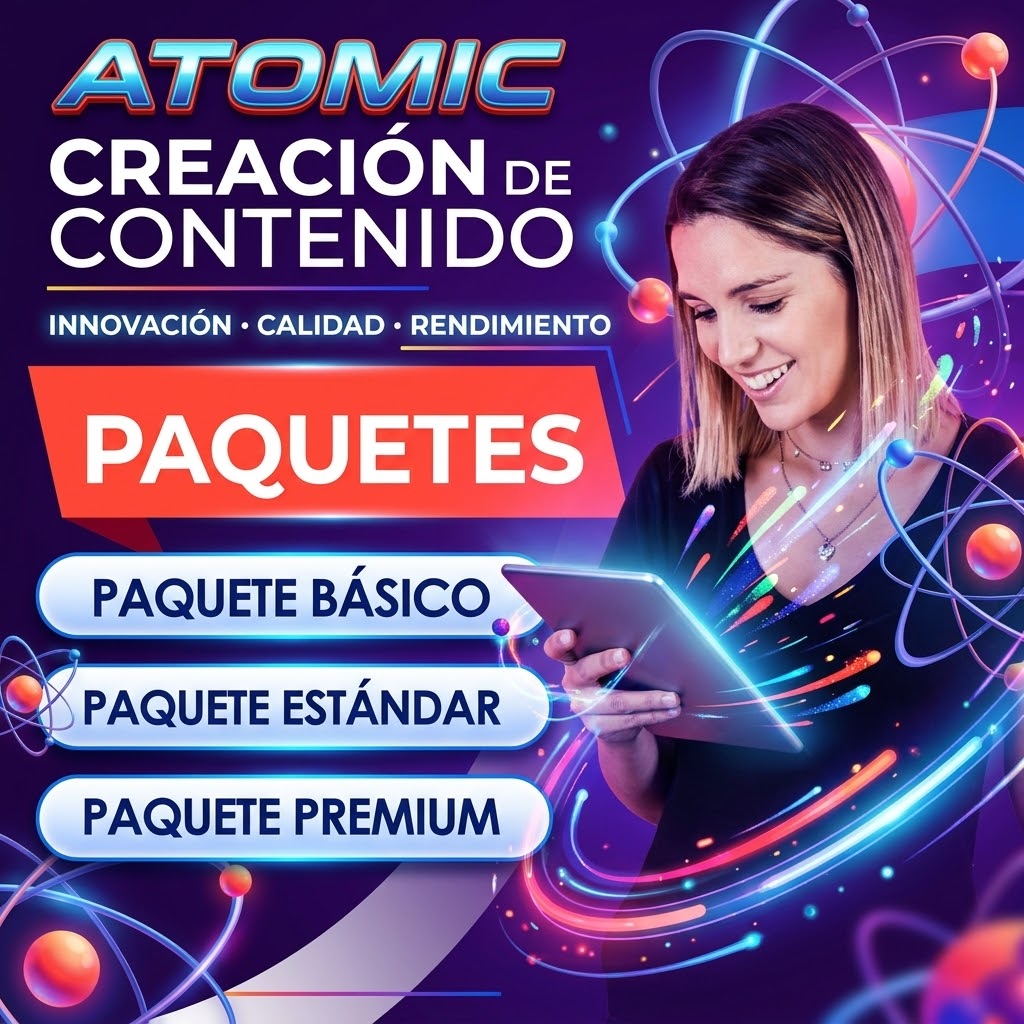 ATOMIC
CREACIÓN DE
CONTENIDO
INNOVACIÓN · CALIDAD · RENDIMIENTO
PAQUETES
PAQUETE BÁSICO
PAQUETE ESTÁNDAR
PAQUETE PREMIUM